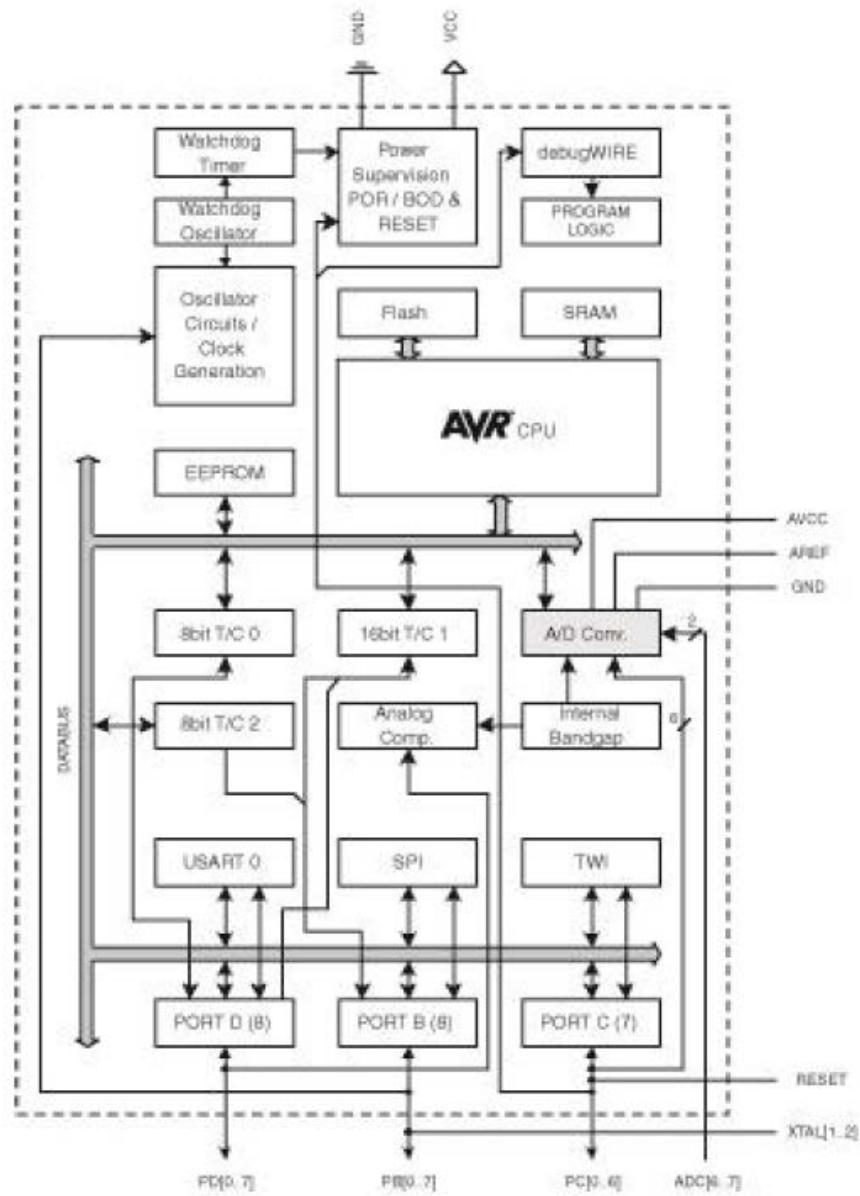 GND
VCC
Watchdog
Timer
Power
Supervision
POR / BOD &
RESET
debugWIRE
Watchdog
Oscillator
PROGRAM
LOGIC
Oscillator
Circuits /
Clock
Generation
Flash
SRAM
AVR CPU
EEPROM
AVCC
AREF
GND
8bit T/C 0
16bit T/C 1
A/D Conv.
2
DATABUS
8bit T/C 2
Analog
Comp.
Internal
Bandgap
6
USART 0
SPI
TWI
PORT D (8)
PORT B (8)
PORT C (7)
RESET
XTAL[1..2]
PD[0..7]
PB[0..7]
PC[0..6]
ADC[6..7]